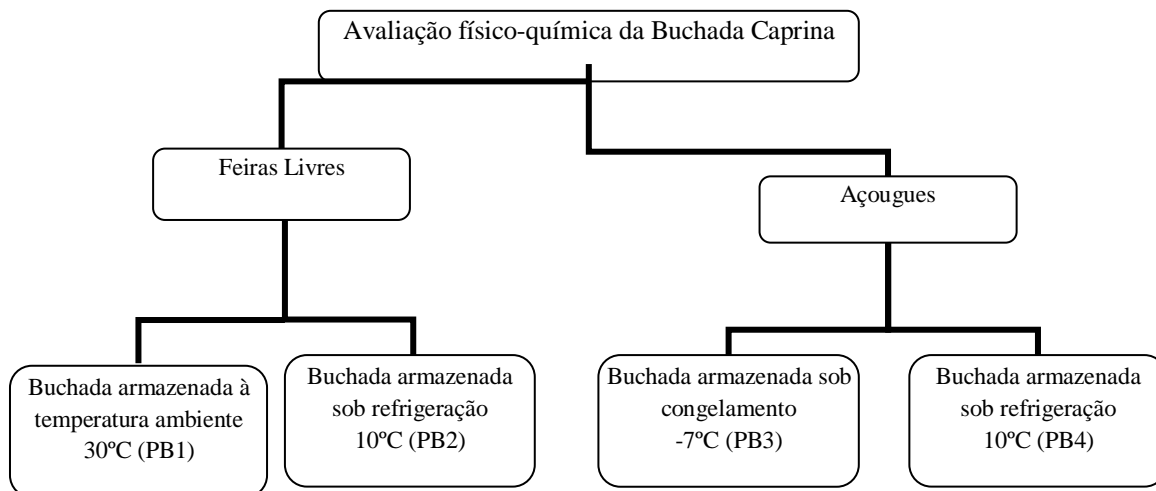 Avaliação físico-química da Buchada Caprina
Feiras Livres
Açougues
Buchada armazenada à
temperatura ambiente
30ºC (PB1)
Buchada armazenada
sob refrigeração
10ºC (PB2)
Buchada armazenada sob
congelamento
-7ºC (PB3)
Buchada armazenada
sob refrigeração
10ºC (PB4)